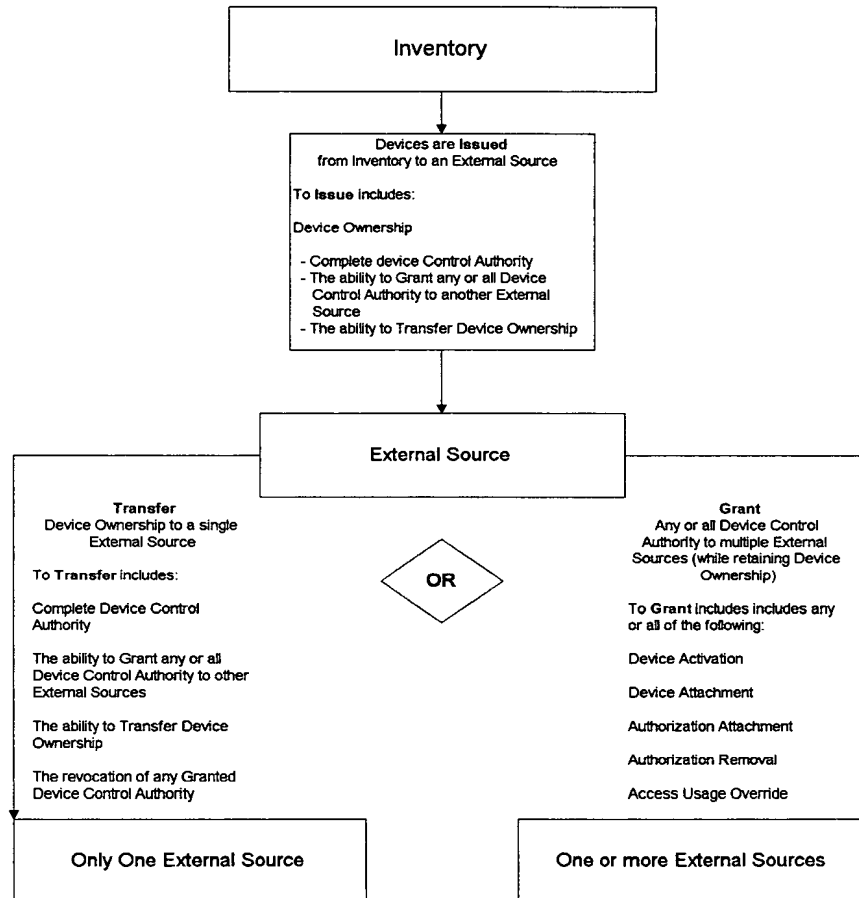 Inventory
Devices are Issued
from Inventory to an External Source
To Issue includes:
Device Ownership
- Complete device Control Authority
- The ability to Grant any or all Device
Control Authority to another External
Source
- The ability to Transfer Device Ownership
External Source
Transfer
Device Ownership to a single
External Source
To Transfer includes:
Complete Device Control
Authority
The ability to Grant any or all
Device Control Authority to other
External Sources
The ability to Transfer Device
Ownership
The revocation of any Granted
Device Control Authority
OR
Grant
Any or all Device Control
Authority to multiple External
Sources (while retaining Device
Ownership)
To Grant includes includes any
or all of the following:
Device Activation
Device Attachment
Authorization Attachment
Authorization Removal
Access Usage Override
Only One External Source
One or more External Sources